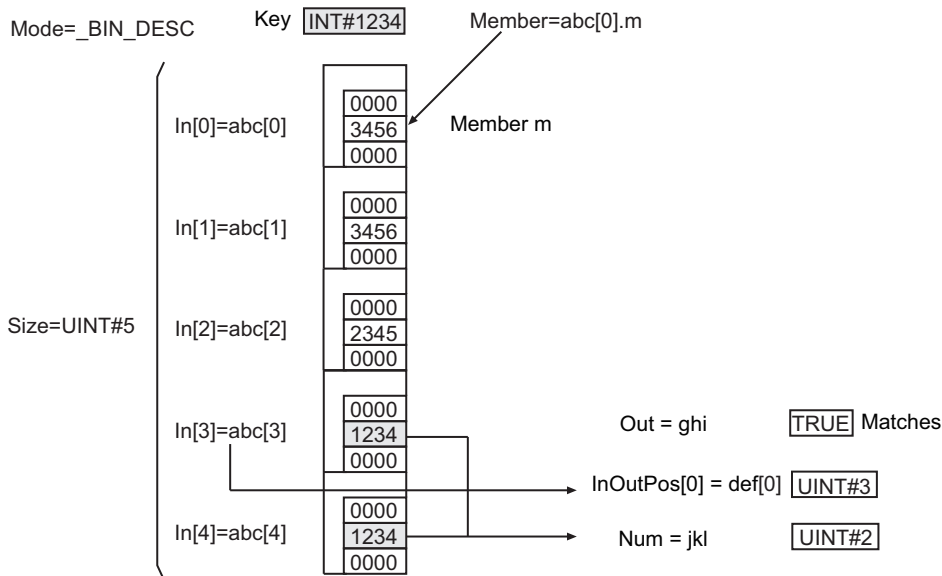 Mode=_BIN_DESC
Key INT#1234
Member=abc[0].m
In[0]=abc[0]
0000
3456
0000
Member m
In[1]=abc[1]
0000
3456
0000
Size=UINT#5
In[2]=abc[2]
0000
2345
0000
In[3]=abc[3]
0000
1234
0000
Out = ghi TRUE Matches
InOutPos[0] = def[0] UINT#3
In[4]=abc[4]
0000
1234
0000
Num = jkl UINT#2